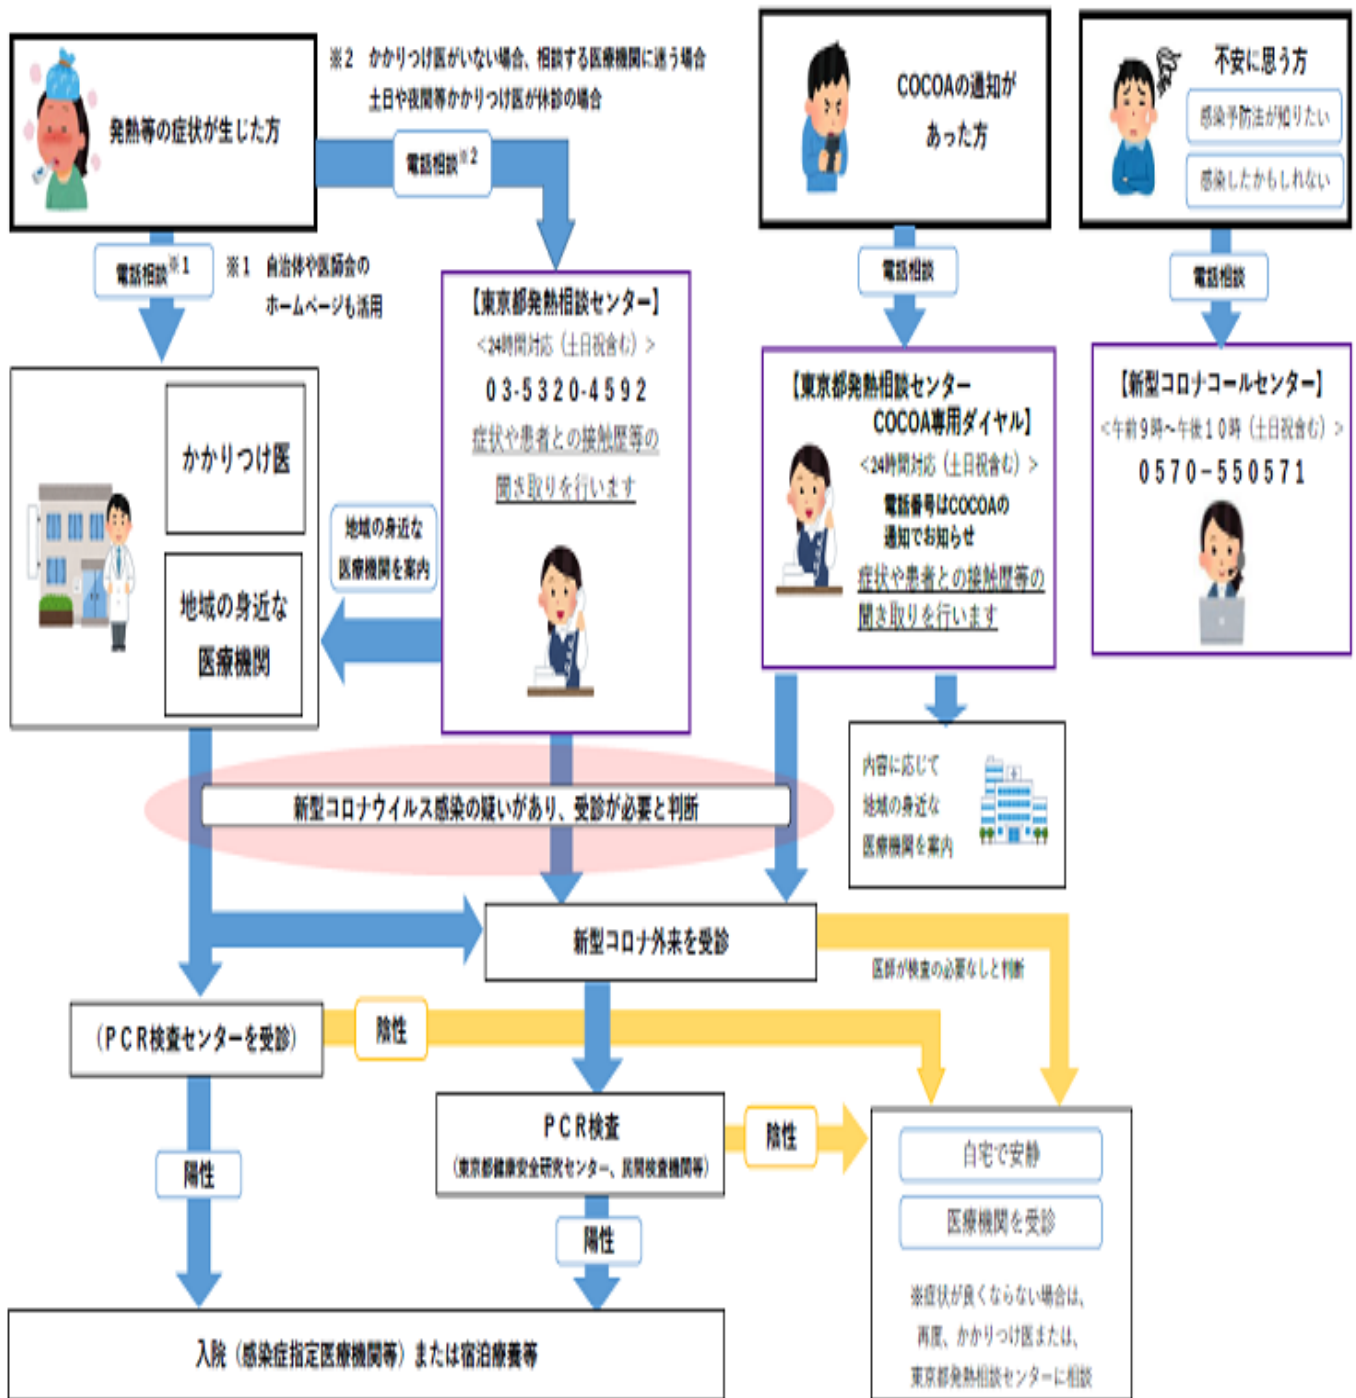 発熱等の症状が生じた方
※2 かかりつけ医がいない場合、相談する医療機関に迷う場合
土日や夜間等かかりつけ医が休診の場合
電話相談※2
電話相談※1
※1 自治体や医師会の
ホームページも活用
COCOAの通知が
あった方
電話相談
不安に思う方
感染予防法が知りたい
感染したかもしれない
電話相談
かかりつけ医
地域の身近な
医療機関
【東京都発熱相談センター】
<24時間対応（土日祝含む）>
03-5320-4592
症状や患者との接触歴等の
聞き取りを行います
地域の身近な
医療機関を案内
【東京都発熱相談センター
COCOA専用ダイヤル】
<24時間対応（土日祝含む）>
電話番号はCOCOAの
通知でお知らせ
症状や患者との接触歴等の
聞き取りを行います
【新型コロナコールセンター】
<午前9時～午後10時（土日祝含む）>
0570-550571
内容に応じて
地域の身近な
医療機関を案内
新型コロナウイルス感染の疑いがあり、受診が必要と判断
新型コロナ外来を受診
医師が検査の必要なしと判断
（PCR検査センターを受診）
陰性
陽性
PCR検査
（東京都健康安全研究センター、民間検査機関等）
陰性
陽性
自宅で安静
医療機関を受診
※症状が良くならない場合は、
再度、かかりつけ医または、
東京都発熱相談センターに相談
入院（感染症指定医療機関等）または宿泊療養等